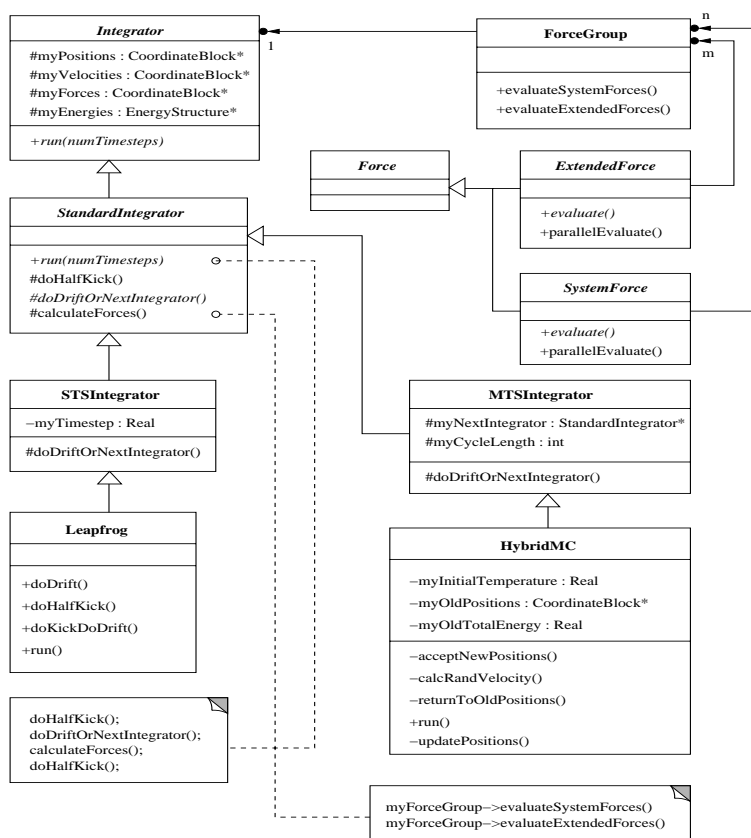 Integrator
#myPositions : CoordinateBlock*
#myVelocities : CoordinateBlock*
#myForces : CoordinateBlock*
#myEnergies : EnergyStructure*
+run(numTimesteps)
1
ForceGroup
+evaluateSystemForces()
+evaluateExtendedForces()
n
m
Force
ExtendedForce
+evaluate()
+parallelEvaluate()
StandardIntegrator
+run(numTimesteps)
#doHalfKick()
#doDriftOrNextIntegrator()
#calculateForces()
SystemForce
+evaluate()
+parallelEvaluate()
STSIntegrator
−myTimestep : Real
#doDriftOrNextIntegrator()
MTSIntegrator
#myNextIntegrator : StandardIntegrator*
#myCycleLength : int
#doDriftOrNextIntegrator()
Leapfrog
+doDrift()
+doHalfKick()
+doKickDoDrift()
+run()
HybridMC
−myInitialTemperature : Real
−myOldPositions : CoordinateBlock*
−myOldTotalEnergy : Real
−acceptNewPositions()
−calcRandVelocity()
−returnToOldPositions()
+run()
−updatePositions()
doHalfKick();
doDriftOrNextIntegrator();
calculateForces();
doHalfKick();
myForceGroup−>evaluateSystemForces()
myForceGroup−>evaluateExtendedForces()